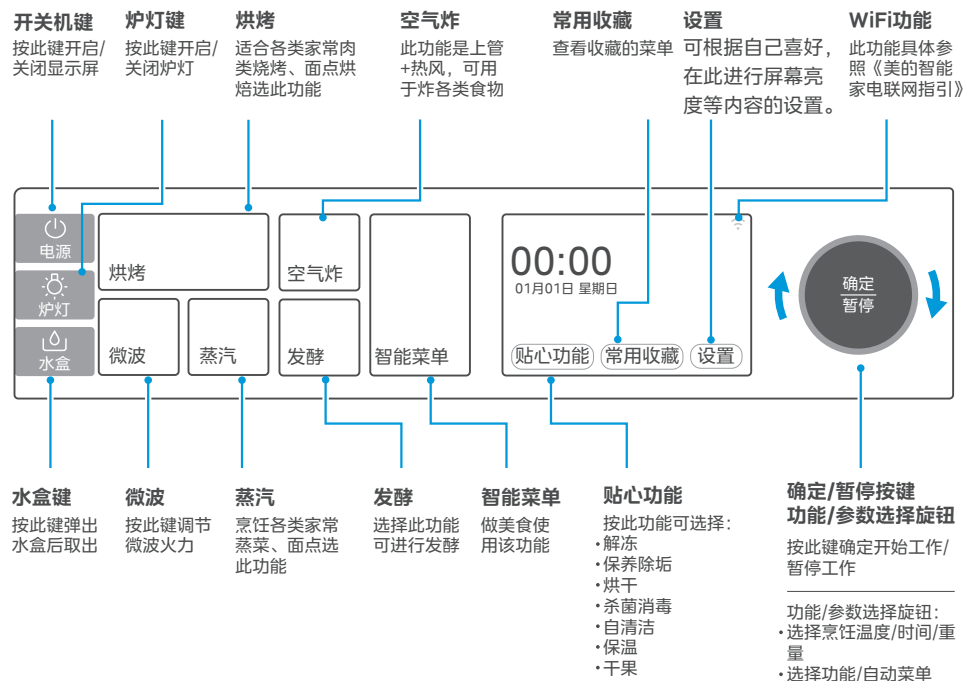 开关机键
按此键开启/
关闭显示屏
炉灯键
按此键开启/
关闭炉灯
烘烤
适合各类家常肉
类烧烤、面点烘
焙选此功能
空气炸
此功能是上管
+热风，可用
于炸各类食物
常用收藏
查看收藏的菜单
设置
可根据自己喜好，
在此进行屏幕亮
度等内容的设置。
WiFi功能
此功能具体参
照《美的智能
家电联网指引》
电源
炉灯
水盒
烘烤
空气炸
微波
蒸汽
发酵
智能菜单
00:00
01月01日 星期日
贴心功能
常用收藏
设置
确定
暂停
水盒键
按此键弹出
水盒后取出
微波
按此键调节
微波火力
蒸汽
烹饪各类家常
蒸菜、面点选
此功能
发酵
选择此功能
可进行发酵
智能菜单
做美食使
用该功能
贴心功能
按此功能可选择：
·解冻
·保养除垢
·烘干
·杀菌消毒
·自清洁
·保温
·干果
确定/暂停按键
功能/参数选择旋钮
按此键确定开始工作/
暂停工作
功能/参数选择旋钮：
·选择烹饪温度/时间/重
量
·选择功能/自动菜单